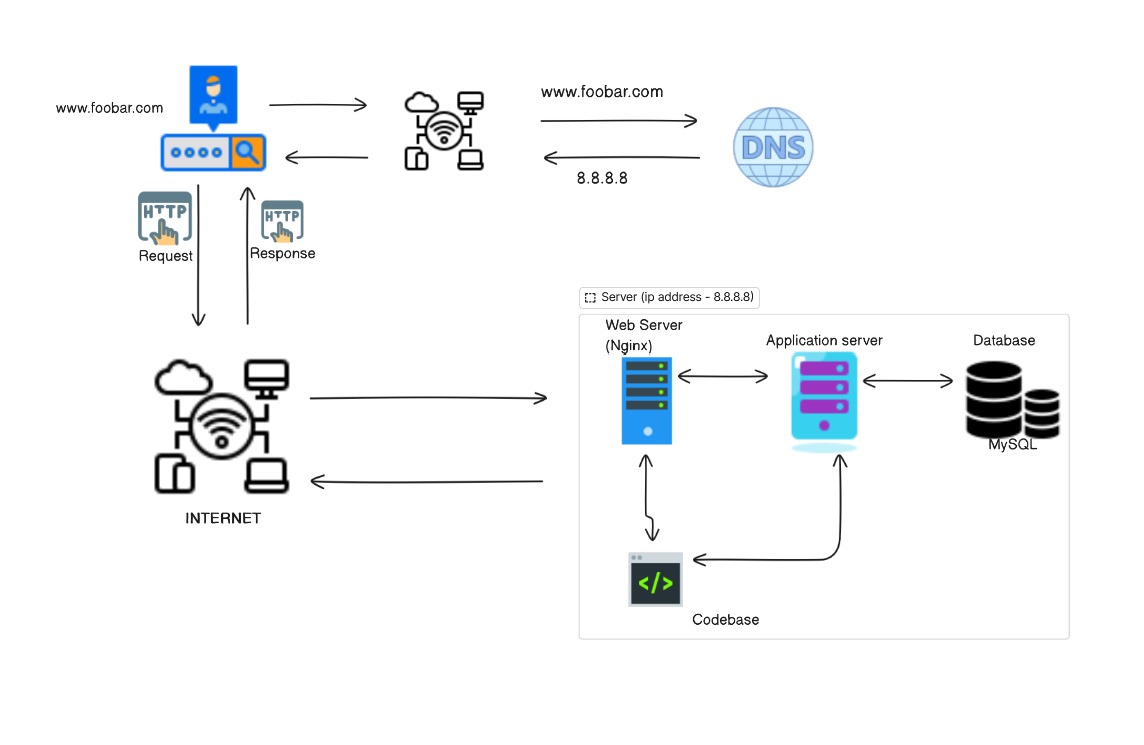 www.foobar.com
www.foobar.com
DNS
8.8.8.8
HTTP
Request
HTTP
Response
Server (ip address - 8.8.8.8)
Web Server
(Nginx)
Application server
Database
MySQL
INTERNET
</>
Codebase